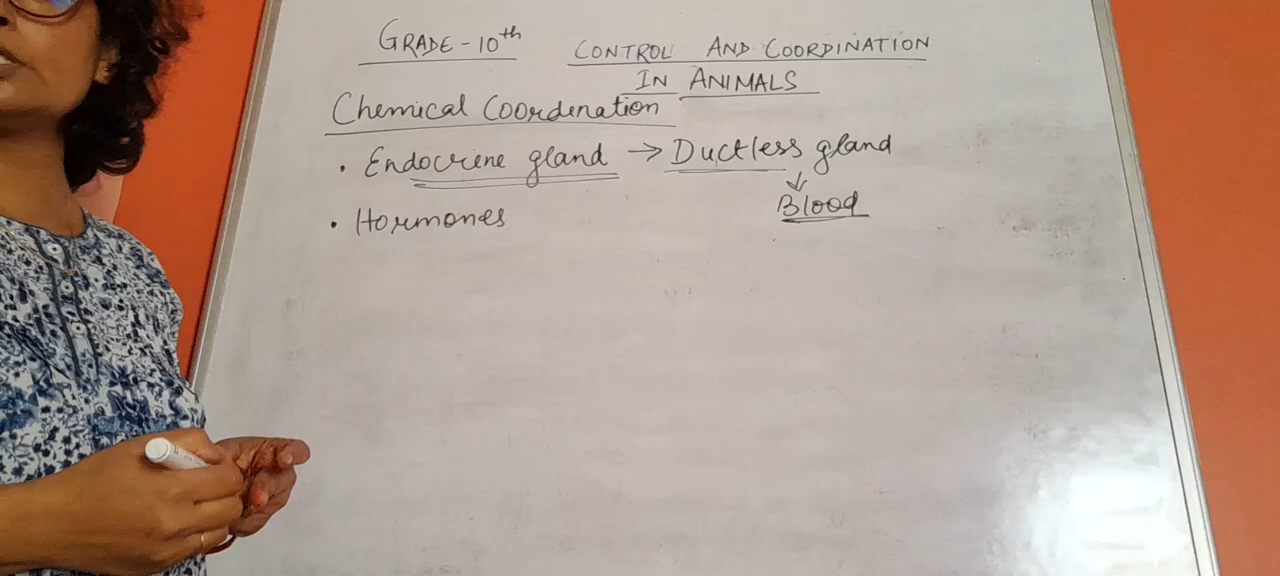 GRADE - 10th
CONTROL AND COORDINATION
IN ANIMALS
Chemical Coordination
• Endocrine gland → Ductless gland
↓
Blood
• Hormones